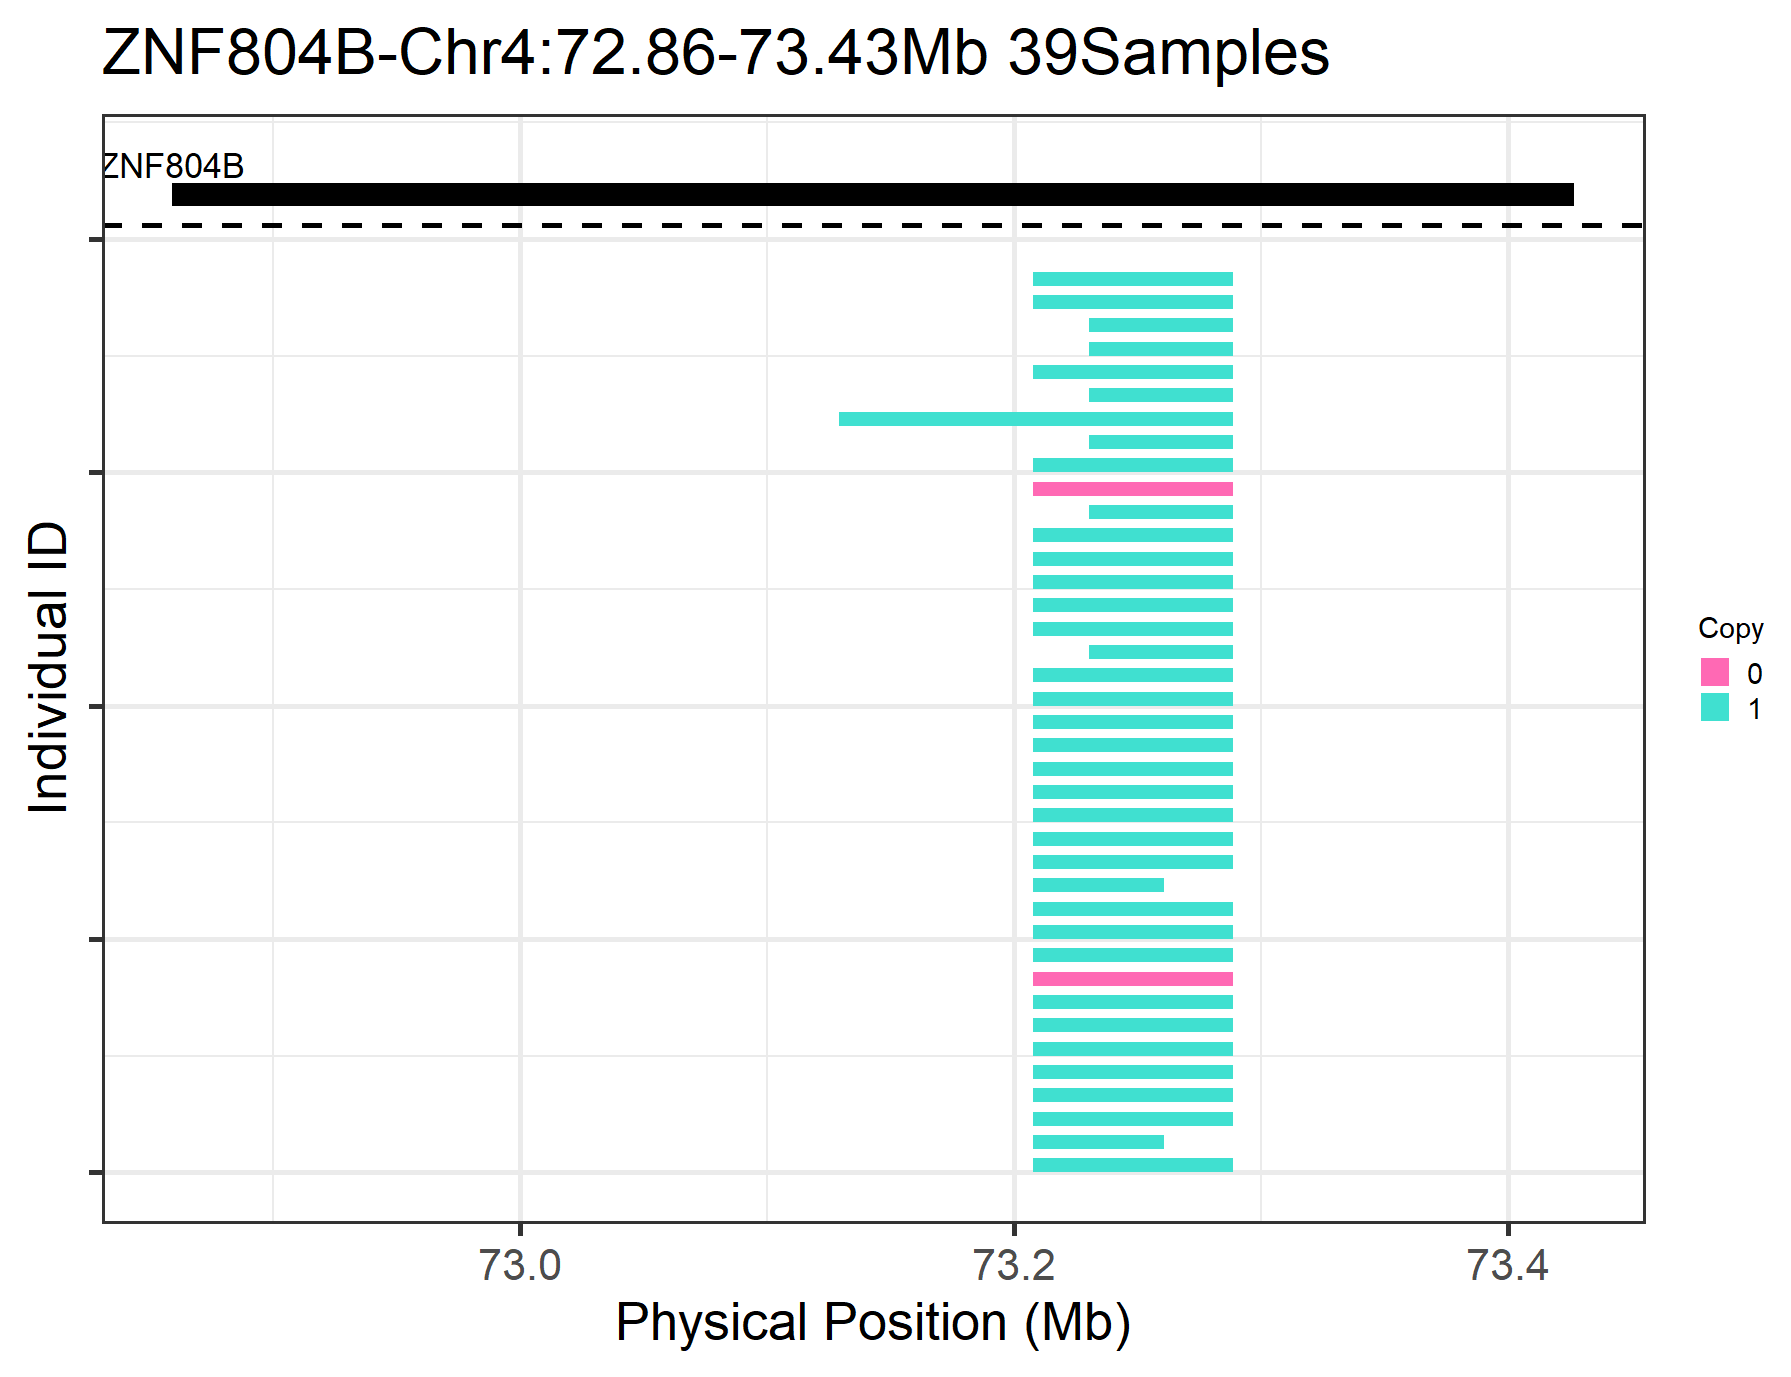 ZNF804B-Chr4:72.86-73.43Mb 39Samples
ZNF804B
Individual ID
Copy
0
1
73.0 73.2 73.4
Physical Position (Mb)